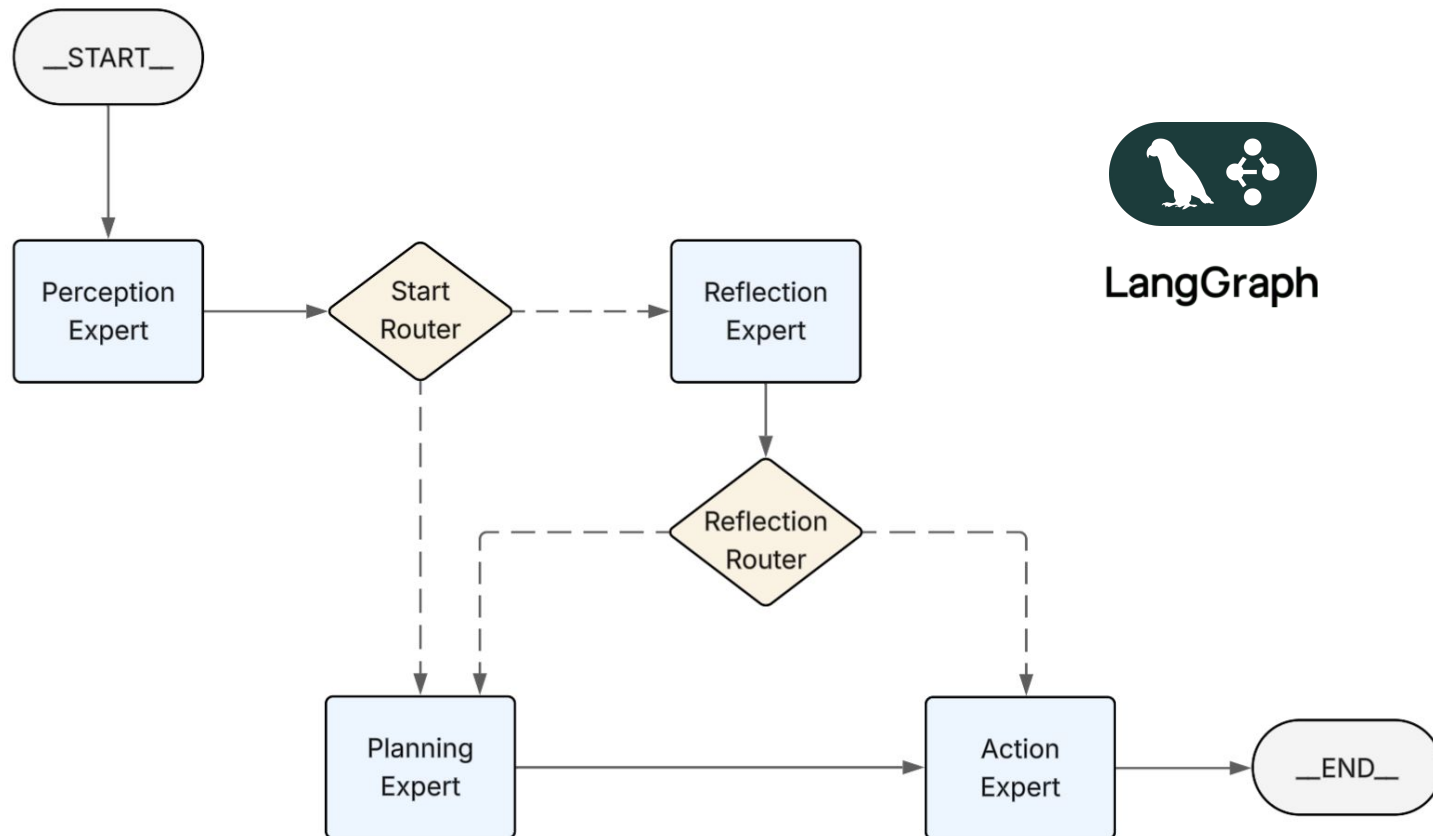 __START__
LangGraph
Perception
Expert
Start
Router
Reflection
Expert
Reflection
Router
Planning
Expert
Action
Expert
__END__